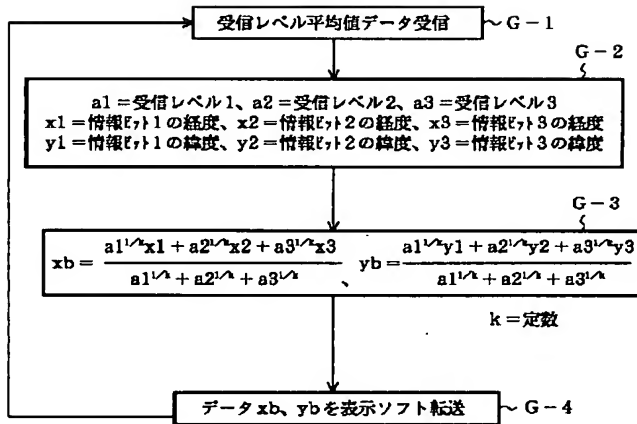 受信レベル平均値データ受信 ～G－1
G－2
a1＝受信レベル1、a2＝受信レベル2、a3＝受信レベル3
x1＝情報ﾋﾞｯﾄ1の経度、x2＝情報ﾋﾞｯﾄ2の経度、x3＝情報ﾋﾞｯﾄ3の経度
y1＝情報ﾋﾞｯﾄ1の緯度、y2＝情報ﾋﾞｯﾄ2の緯度、y3＝情報ﾋﾞｯﾄ3の緯度
G－3
xb＝ (a1^{1/k}x1＋a2^{1/k}x2＋a3^{1/k}x3)/(a1^{1/k}＋a2^{1/k}＋a3^{1/k})、 yb＝(a1^{1/k}y1＋a2^{1/k}y2＋a3^{1/k}y3)/(a1^{1/k}＋a2^{1/k}＋a3^{1/k})
k＝定数
データxb、ybを表示ソフト転送 ～G－4